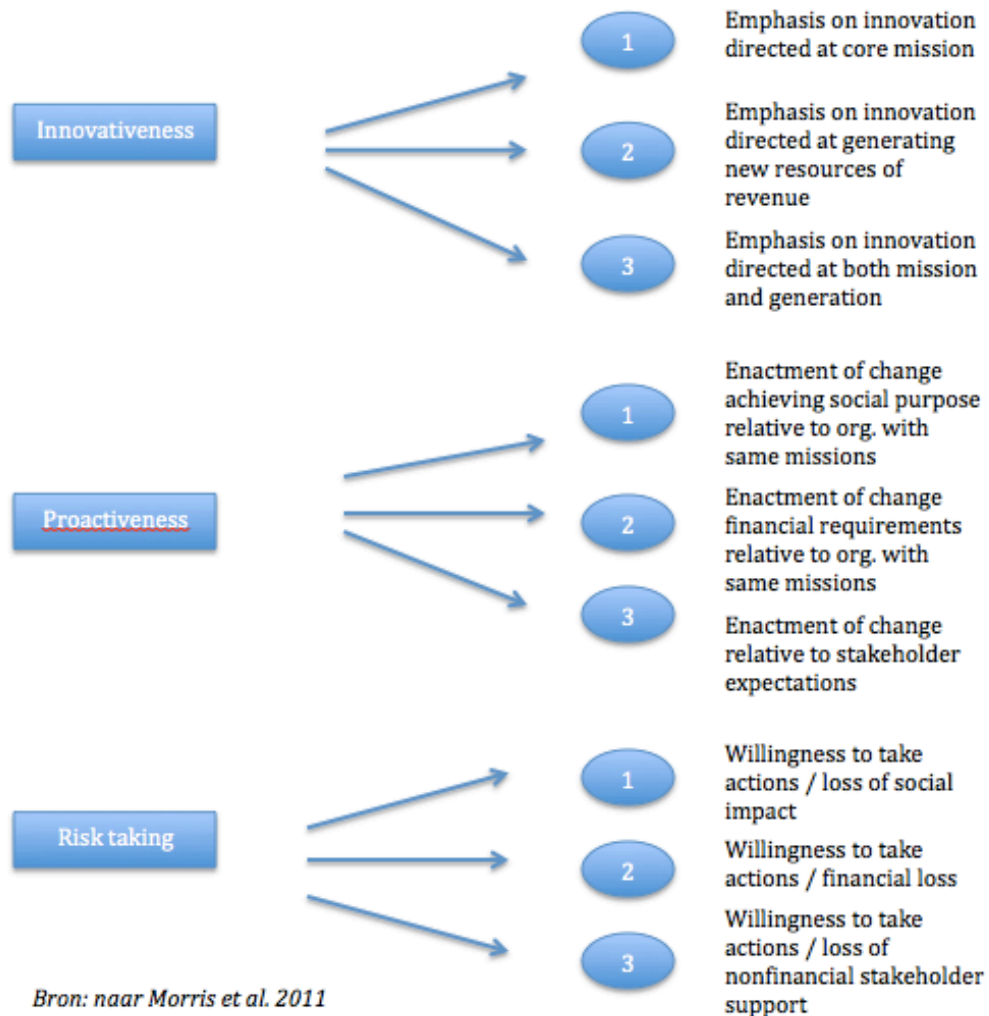 Innovativeness
1
Emphasis on innovation
directed at core mission
2
Emphasis on innovation
directed at generating
new resources of
revenue
3
Emphasis on innovation
directed at both mission
and generation
Proactiveness
1
Enactment of change
achieving social purpose
relative to org. with
same missions
2
Enactment of change
financial requirements
relative to org. with
same missions
3
Enactment of change
relative to stakeholder
expectations
Risk taking
1
Willingness to take
actions / loss of social
impact
2
Willingness to take
actions / financial loss
3
Willingness to take
actions / loss of
nonfinancial stakeholder
support
Bron: naar Morris et al. 2011